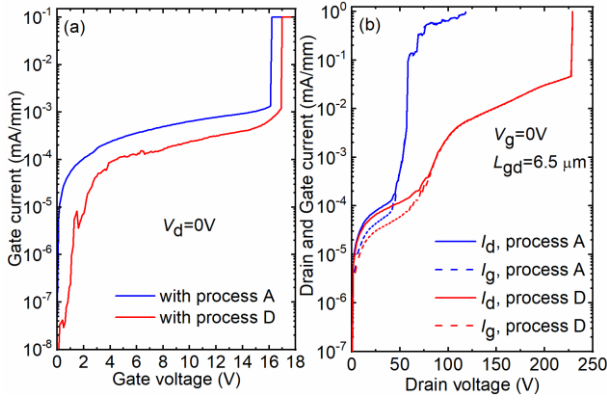 (a)
Gate current (mA/mm)
10⁻¹
10⁻²
10⁻³
10⁻⁴
10⁻⁵
10⁻⁶
10⁻⁷
10⁻⁸
V_d=0V
with process A
with process D
0 2 4 6 8 10 12 14 16 18
Gate voltage (V)
(b)
Drain and Gate current (mA/mm)
10⁰
10⁻¹
10⁻²
10⁻³
10⁻⁴
10⁻⁵
10⁻⁶
10⁻⁷
V_g=0V
L_gd=6.5 μm
I_d, process A
I_g, process A
I_d, process D
I_g, process D
0 50 100 150 200 250
Drain voltage (V)